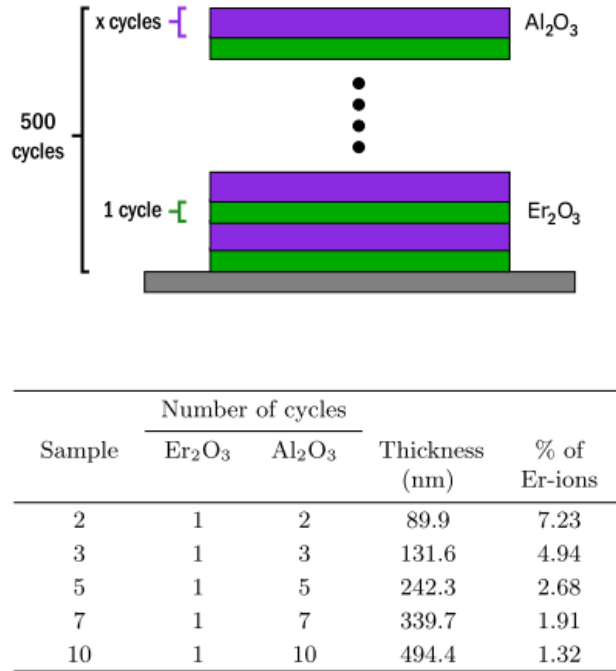 x cycles
Al₂O₃
500
cycles
1 cycle
Er₂O₃
Number of cycles
Sample Er₂O₃ Al₂O₃ Thickness % of
(nm) Er-ions
2 1 2 89.9 7.23
3 1 3 131.6 4.94
5 1 5 242.3 2.68
7 1 7 339.7 1.91
10 1 10 494.4 1.32